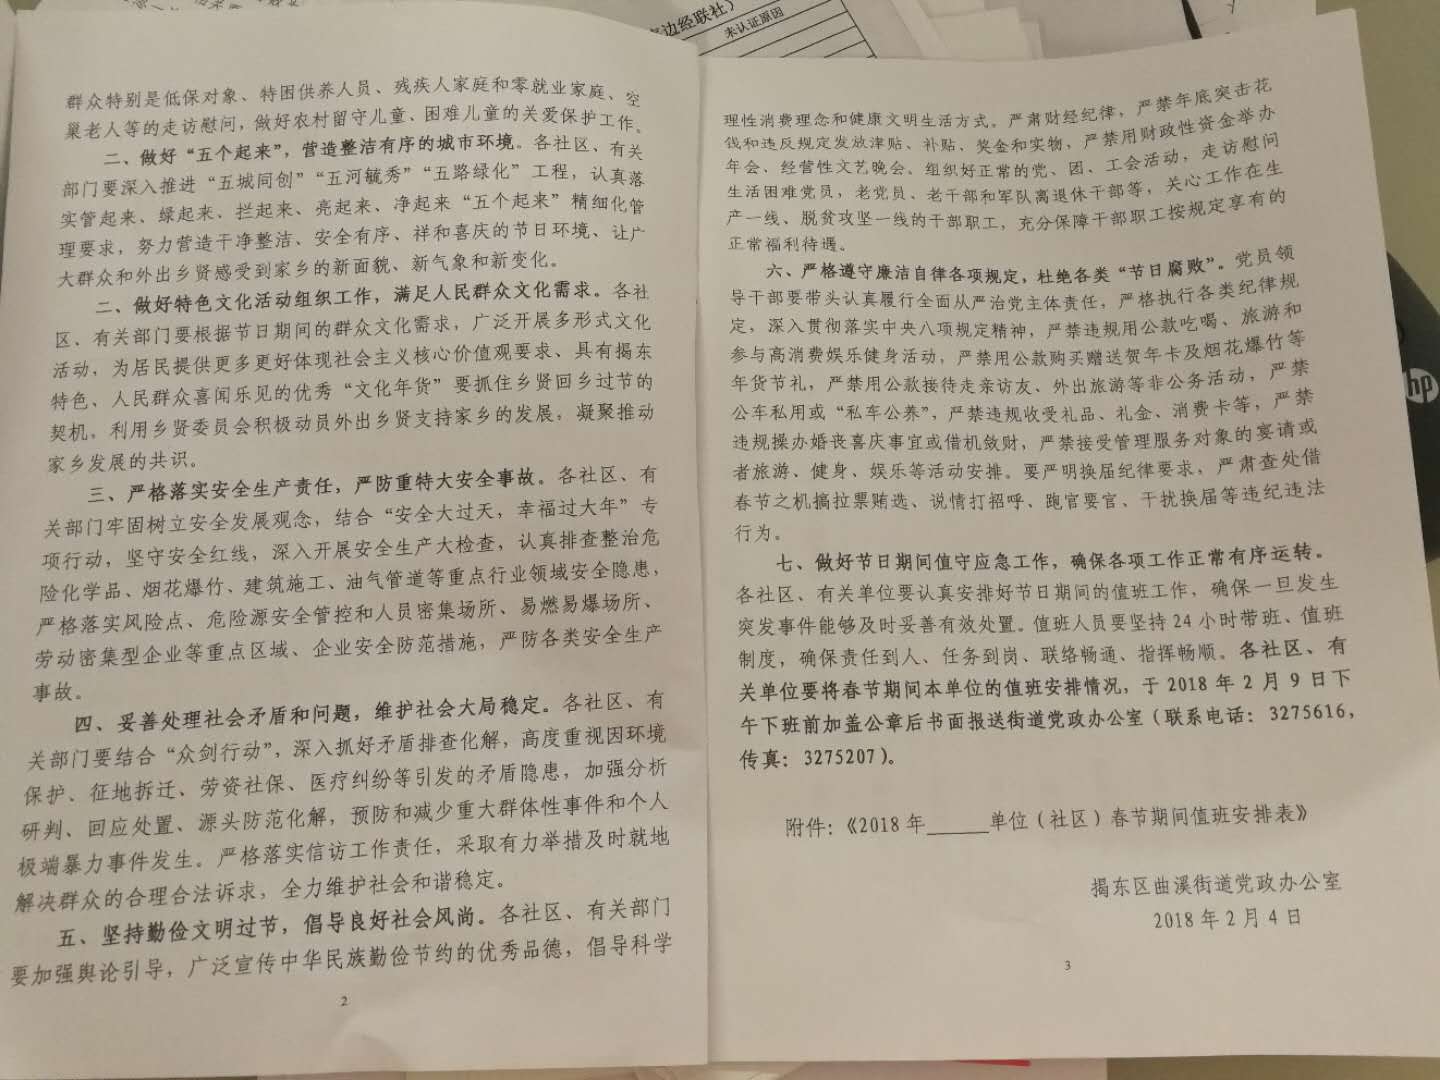 边经联社）
未认证原因
群众特别是低保对象、特困供养人员、残疾人家庭和零就业家庭、空
巢老人等的走访慰问，做好农村留守儿童、困难儿童的关爱保护工作。
二、做好“五个起来”，营造整洁有序的城市环境。各社区、有关
部门要深入推进“五城同创”“五河毓秀”“五路绿化”工程，认真落
实管起来、绿起来、拦起来、亮起来、净起来“五个起来”精细化管
理要求，努力营造干净整洁、安全有序、祥和喜庆的节日环境、让广
大群众和外出乡贤感受到家乡的新面貌、新气象和新变化。
二、做好特色文化活动组织工作，满足人民群众文化需求。各社
区、有关部门要根据节日期间的群众文化需求，广泛开展多形式文化
活动，为居民提供更多更好体现社会主义核心价值观要求、具有揭东
特色、人民群众喜闻乐见的优秀“文化年货”要抓住乡贤回乡过节的
契机，利用乡贤委员会积极动员外出乡贤支持家乡的发展，凝聚推动
家乡发展的共识。
三、严格落实安全生产责任，严防重特大安全事故。各社区、有
关部门牢固树立安全发展观念，结合“安全大过天，幸福过大年”专
项行动，坚守安全红线，深入开展安全生产大检查，认真排查整治危
险化学品、烟花爆竹、建筑施工、油气管道等重点行业领域安全隐患，
严格落实风险点、危险源安全管控和人员密集场所、易燃易爆场所、
劳动密集型企业等重点区域、企业安全防范措施，严防各类安全生产
事故。
四、妥善处理社会矛盾和问题，维护社会大局稳定。各社区、有
关部门要结合“众剑行动”，深入抓好矛盾排查化解，高度重视因环境
保护、征地拆迁、劳资社保、医疗纠纷等引发的矛盾隐患，加强分析
研判、回应处置、源头防范化解，预防和减少重大群体性事件和个人
极端暴力事件发生。严格落实信访工作责任，采取有力举措及时就地
解决群众的合理合法诉求，全力维护社会和谐稳定。
五、坚持勤俭文明过节，倡导良好社会风尚。各社区、有关部门
要加强舆论引导，广泛宣传中华民族勤俭节约的优秀品德，倡导科学
2
理性消费理念和健康文明生活方式。严肃财经纪律，严禁年底突击花
钱和违反规定发放津贴、补贴、奖金和实物，严禁用财政性资金举办
年会、经营性文艺晚会。组织好正常的党、团、工会活动，走访慰问
生活困难党员，老党员、老干部和军队离退休干部等，关心工作在生
产一线、脱贫攻坚一线的干部职工，充分保障干部职工按规定享有的
正常福利待遇。
六、严格遵守廉洁自律各项规定，杜绝各类“节日腐败”。党员领
导干部要带头认真履行全面从严治党主体责任，严格执行各类纪律规
定，深入贯彻落实中央八项规定精神，严禁违规用公款吃喝、旅游和
参与高消费娱乐健身活动，严禁用公款购买赠送贺年卡及烟花爆竹等
年货节礼，严禁用公款接待走亲访友、外出旅游等非公务活动，严禁
公车私用或“私车公养”，严禁违规收受礼品、礼金、消费卡等，严禁
违规操办婚丧喜庆事宜或借机敛财，严禁接受管理服务对象的宴请或
者旅游、健身、娱乐等活动安排。要严明换届纪律要求，严肃查处借
春节之机搞拉票贿选、说情打招呼、跑官要官、干扰换届等违纪违法
行为。
七、做好节日期间值守应急工作，确保各项工作正常有序运转。
各社区、有关单位要认真安排好节日期间的值班工作，确保一旦发生
突发事件能够及时妥善有效处置。值班人员要坚持24小时带班、值班
制度，确保责任到人、任务到岗、联络畅通、指挥畅顺。各社区、有
关单位要将春节期间本单位的值班安排情况，于2018年2月9日下
午下班前加盖公章后书面报送街道党政办公室（联系电话：3275616，
传真：3275207）。
附件：《2018年______单位（社区）春节期间值班安排表》
揭东区曲溪街道党政办公室
2018年2月4日
3
hp